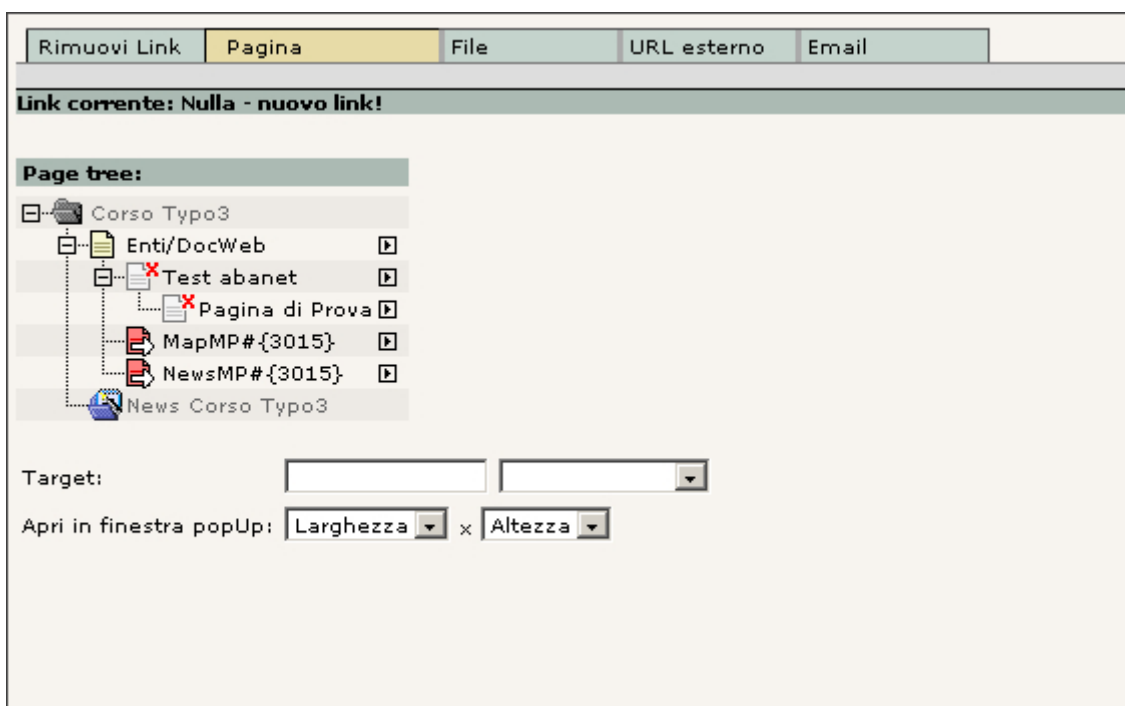 Rimuovi Link Pagina File URL esterno Email
Link corrente: Nulla - nuovo link!
Page tree:
Corso Typo3
Enti/DocWeb
Test abanet
Pagina di Prova
MapMP#{3015}
NewsMP#{3015}
News Corso Typo3
Target:
Apri in finestra popUp: Larghezza × Altezza